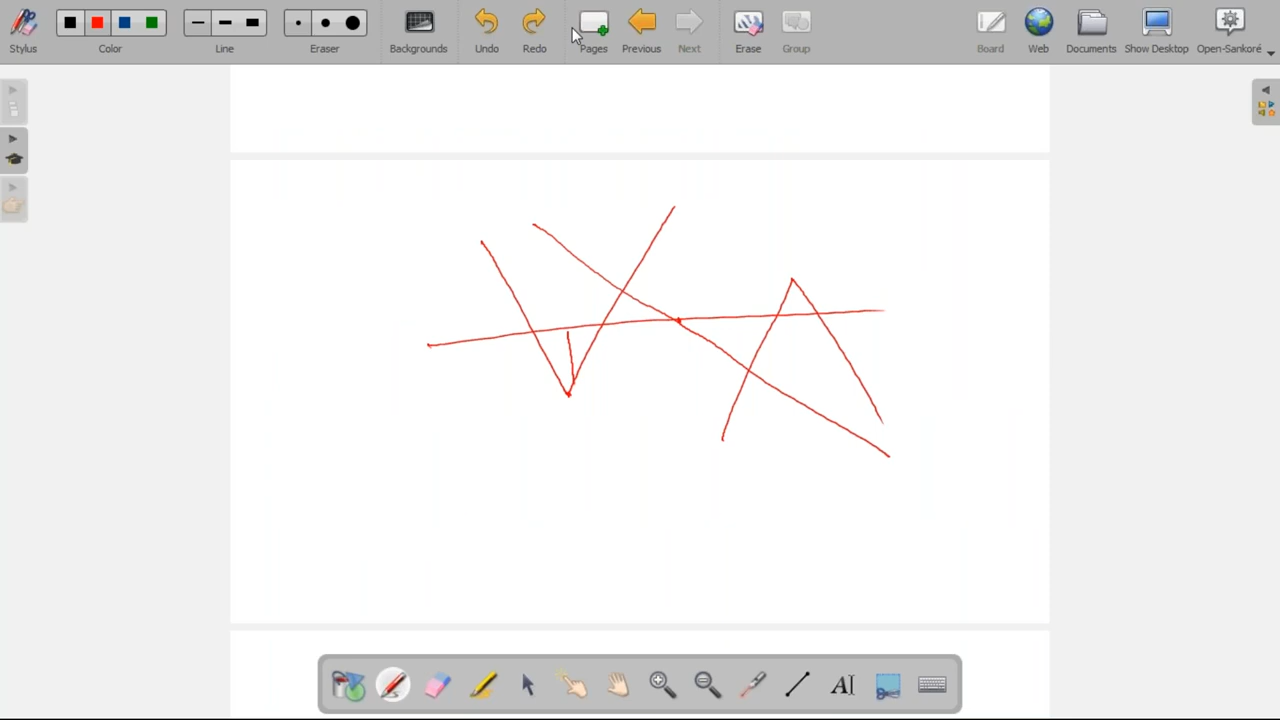 Stylus
Color
Line
Eraser
Backgrounds
Undo
Redo
Pages
Previous
Next
Erase
Group
Board
Web
Documents
Show Desktop
Open-Sankoré
AI